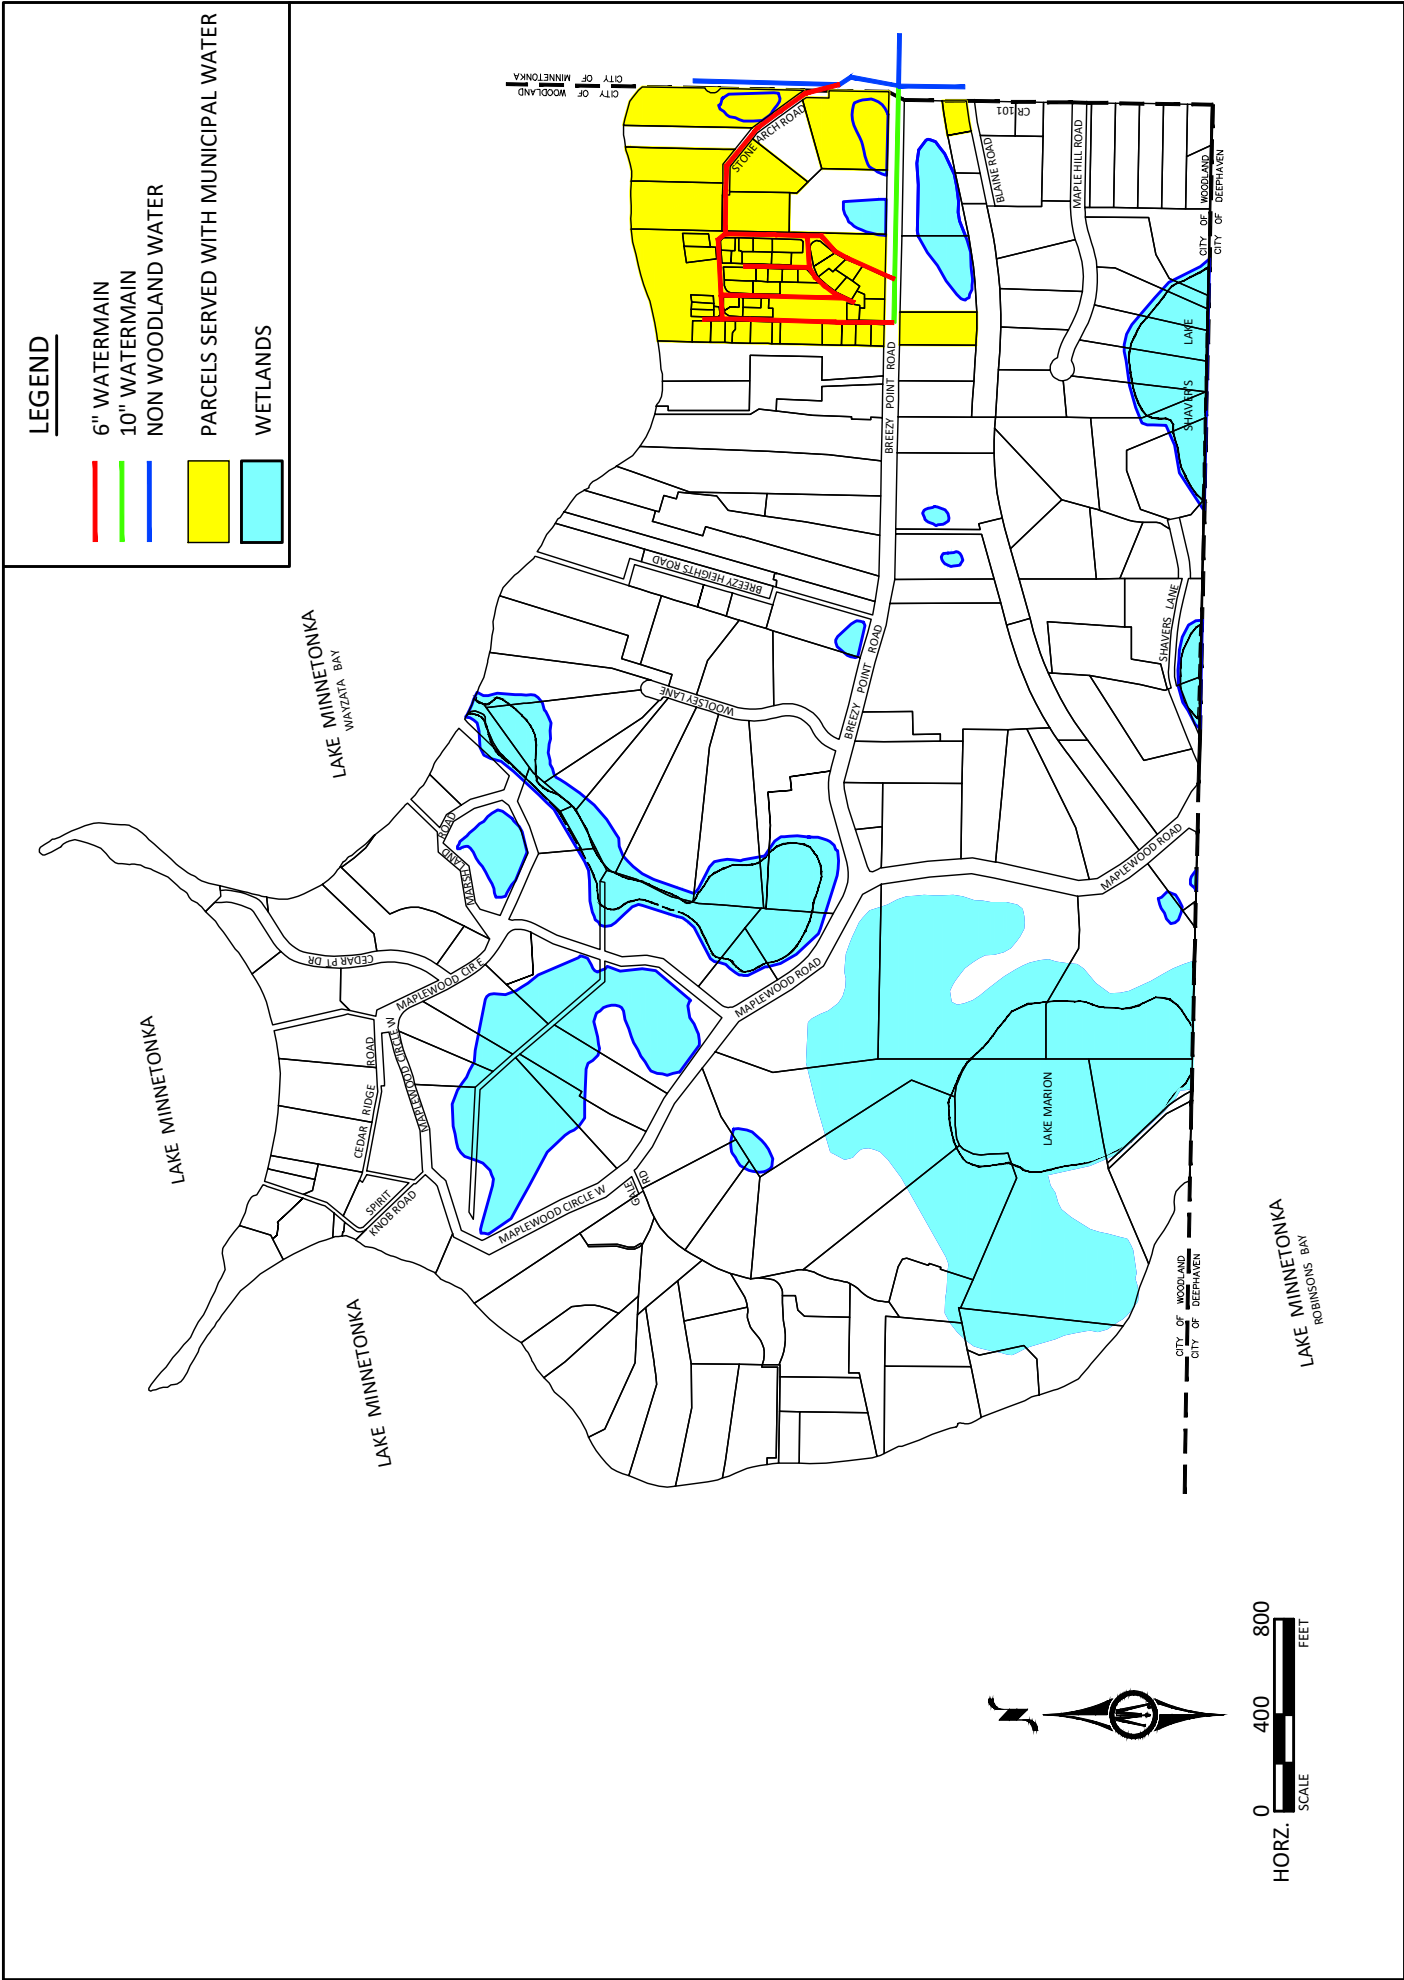 LEGEND
6" WATERMAIN
10" WATERMAIN
NON WOODLAND WATER
PARCELS SERVED WITH MUNICIPAL WATER
WETLANDS
CITY OF MINNETONKA
CITY OF WOODLAND
STONE ARCH ROAD
CR 101
BLAINE ROAD
MAPLE HILL ROAD
CITY OF WOODLAND
CITY OF DEEPHAVEN
SHAVER'S LAKE
BREEZY POINT ROAD
BREEZY HEIGHTS ROAD
SHAVERS LANE
BREEZY POINT ROAD
WOOLSEY LANE
LAKE MINNETONKA
WAYZATA BAY
MARSH LAND ROAD
MAPLEWOOD ROAD
CEDAR PT DR
MAPLEWOOD CIR E
MAPLEWOOD ROAD
LAKE MINNETONKA
CEDAR RIDGE ROAD
MAPLEWOOD CIRCLE W
LAKE MARION
SPIRIT
KNOB ROAD
MAPLEWOOD CIRCLE W
GALE RD
LAKE MINNETONKA
CITY OF WOODLAND
CITY OF DEEPHAVEN
LAKE MINNETONKA
ROBINSONS BAY
N
0 400 800
HORZ.
SCALE FEET